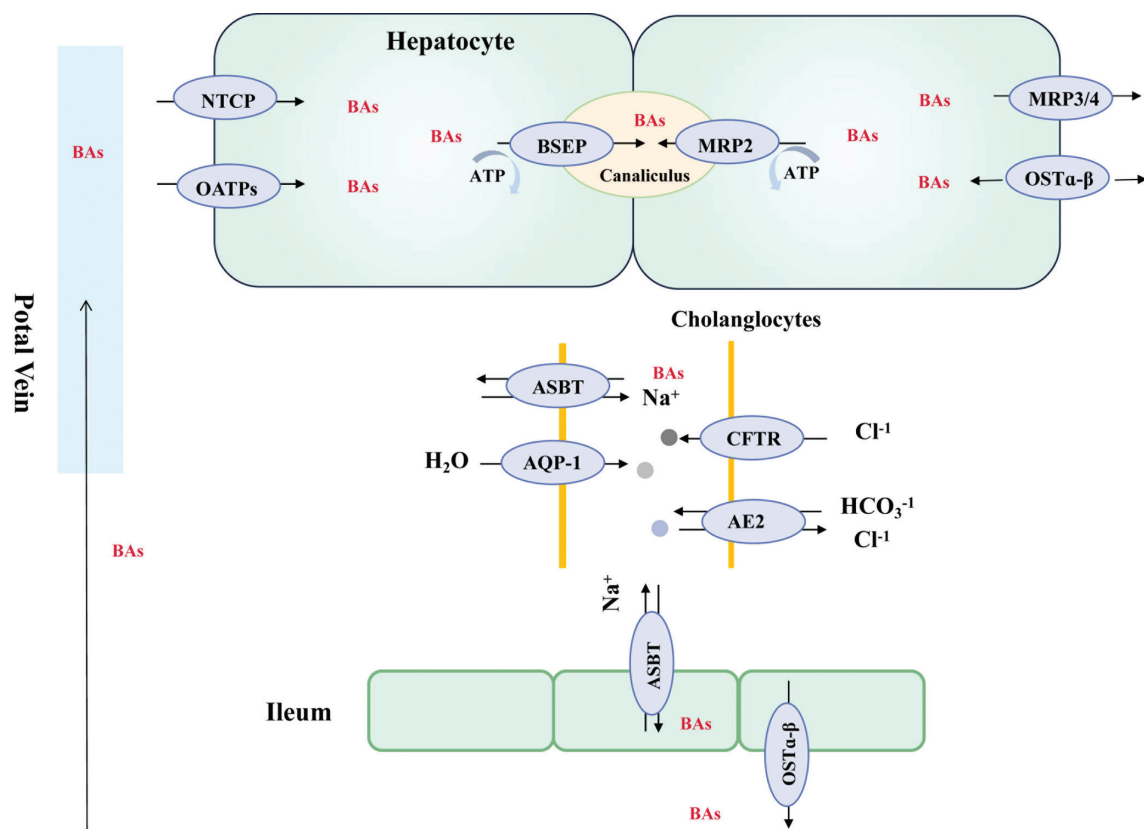 Hepatocyte
BAs
NTCP
BAs
BAs
BSEP
BAs
MRP2
BAs
BAs
MRP3/4
ATP
Canaliculus
ATP
OATPs
BAs
BAs
OSTα-β
Potal Vein
Cholanglocytes
ASBT
BAs
Na⁺
CFTR
Cl⁻¹
H₂O
AQP-1
AE2
HCO₃⁻¹
Cl⁻¹
BAs
Na⁺
ASBT
Ileum
BAs
OSTα-β
BAs